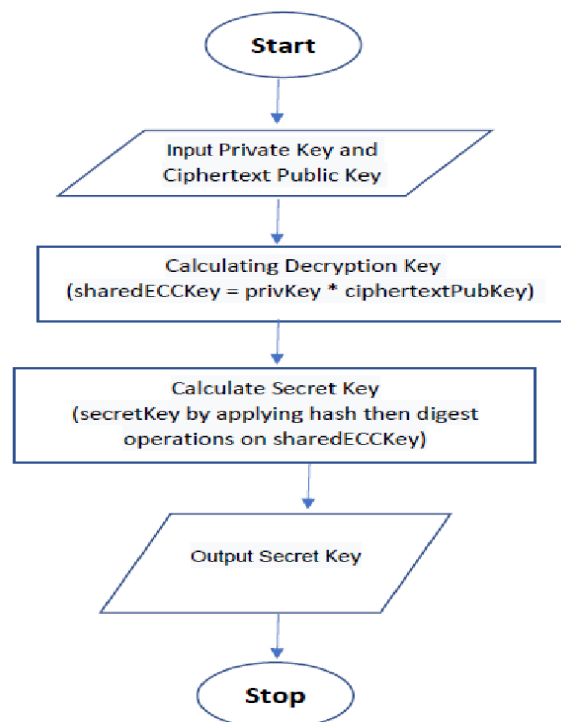 Start
Input Private Key and
Ciphertext Public Key
Calculating Decryption Key
(sharedECCKey = privKey * ciphertextPubKey)
Calculate Secret Key
(secretKey by applying hash then digest
operations on sharedECCKey)
Output Secret Key
Stop